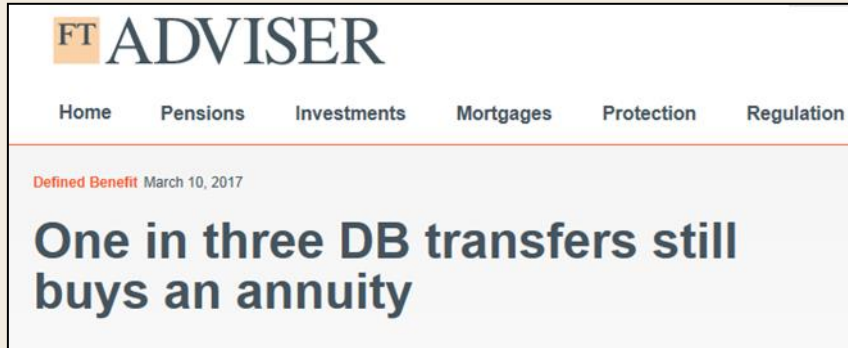 FT ADVISER
Home Pensions Investments Mortgages Protection Regulation
Defined Benefit March 10, 2017
One in three DB transfers still
buys an annuity